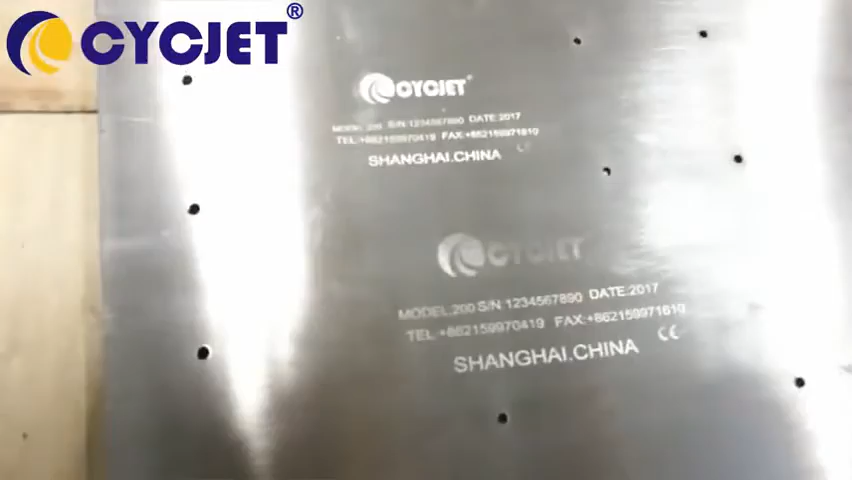 CYCJET®
CYCJET®
MODEL.200 S/N:1234567890 DATE:2017
TEL:+862159970419 FAX:+862159971610
SHANGHAI.CHINA
CE
CYCJET
MODEL.200 S/N:1234567890 DATE:2017
TEL:+862159970419 FAX:+862159971610
CE
SHANGHAI.CHINA